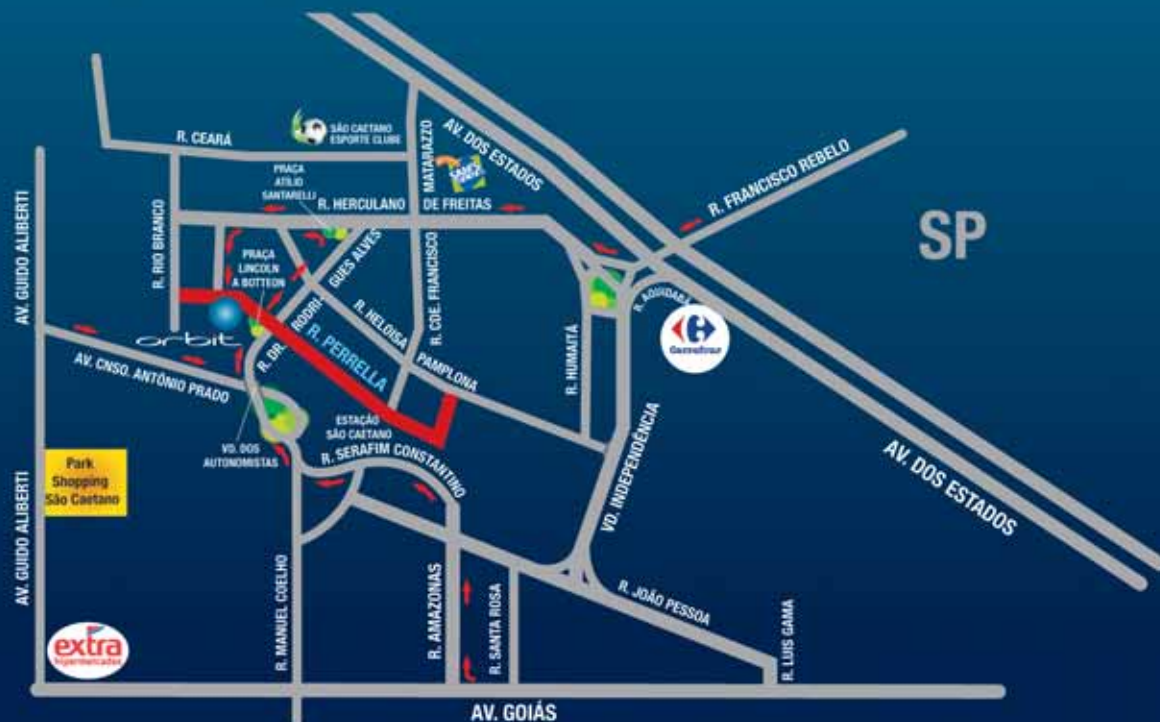 SÃO CAETANO
ESPORTE CLUBE
R. CEARÁ
MATARAZZO
AV. DOS ESTADOS
PRAÇA
ATÍLIO
SANTARELLI
R. HERCULANO
DE FREITAS
R. FRANCISCO REBELO
SP
AV. GUIDO ALIBERTI
R. RIO BRANCO
PRAÇA
LINCOLN
A BOTTEON
R. DR. RODRI-
GUES ALVES
R. CDE. FRANCISCO
R. HELOISA
PAMPLONA
R. PERRELLA
orbit
R. HUMAITÁ
Carrefour
AV. CNSO. ANTÔNIO PRADO
ESTAÇÃO
SÃO CAETANO
VD. DOS
AUTONOMISTAS
R. SERAFIM CONSTANTINO
VD. INDEPENDÊNCIA
AV. DOS ESTADOS
Park
Shopping
São Caetano
AV. GUIDO ALIBERTI
R. MANUEL COELHO
R. AMAZONAS
R. SANTA ROSA
R. JOÃO PESSOA
R. LUIS GAMA
extra
hipermercados
AV. GOIÁS